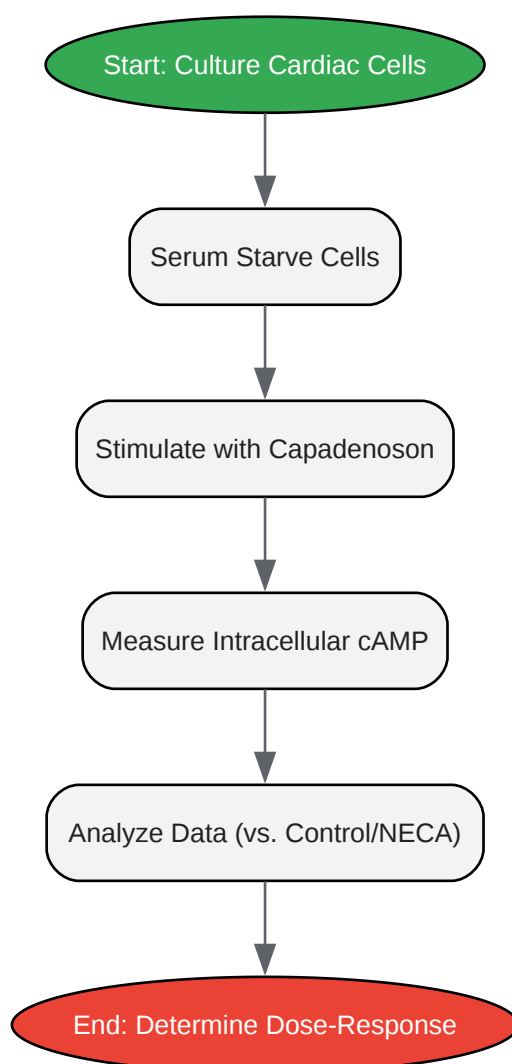 Start: Culture Cardiac Cells
Serum Starve Cells
Stimulate with Capadenoson
Measure Intracellular cAMP
Analyze Data (vs. Control/NECA)
End: Determine Dose-Response